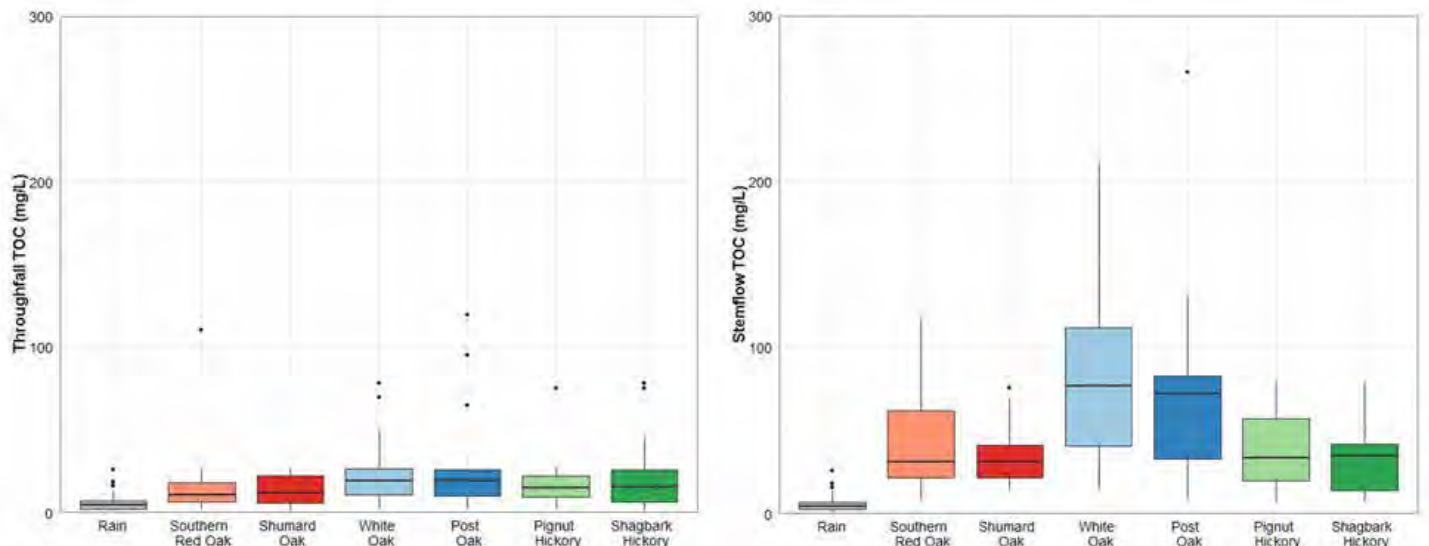 Throughfall TOC (mg/L)
300
200
100
0
Rain
Southern
Red Oak
Shumard
Oak
White
Oak
Post
Oak
Pignut
Hickory
Shagbark
Hickory
Stemflow TOC (mg/L)
300
200
100
0
Rain
Southern
Red Oak
Shumard
Oak
White
Oak
Post
Oak
Pignut
Hickory
Shagbark
Hickory